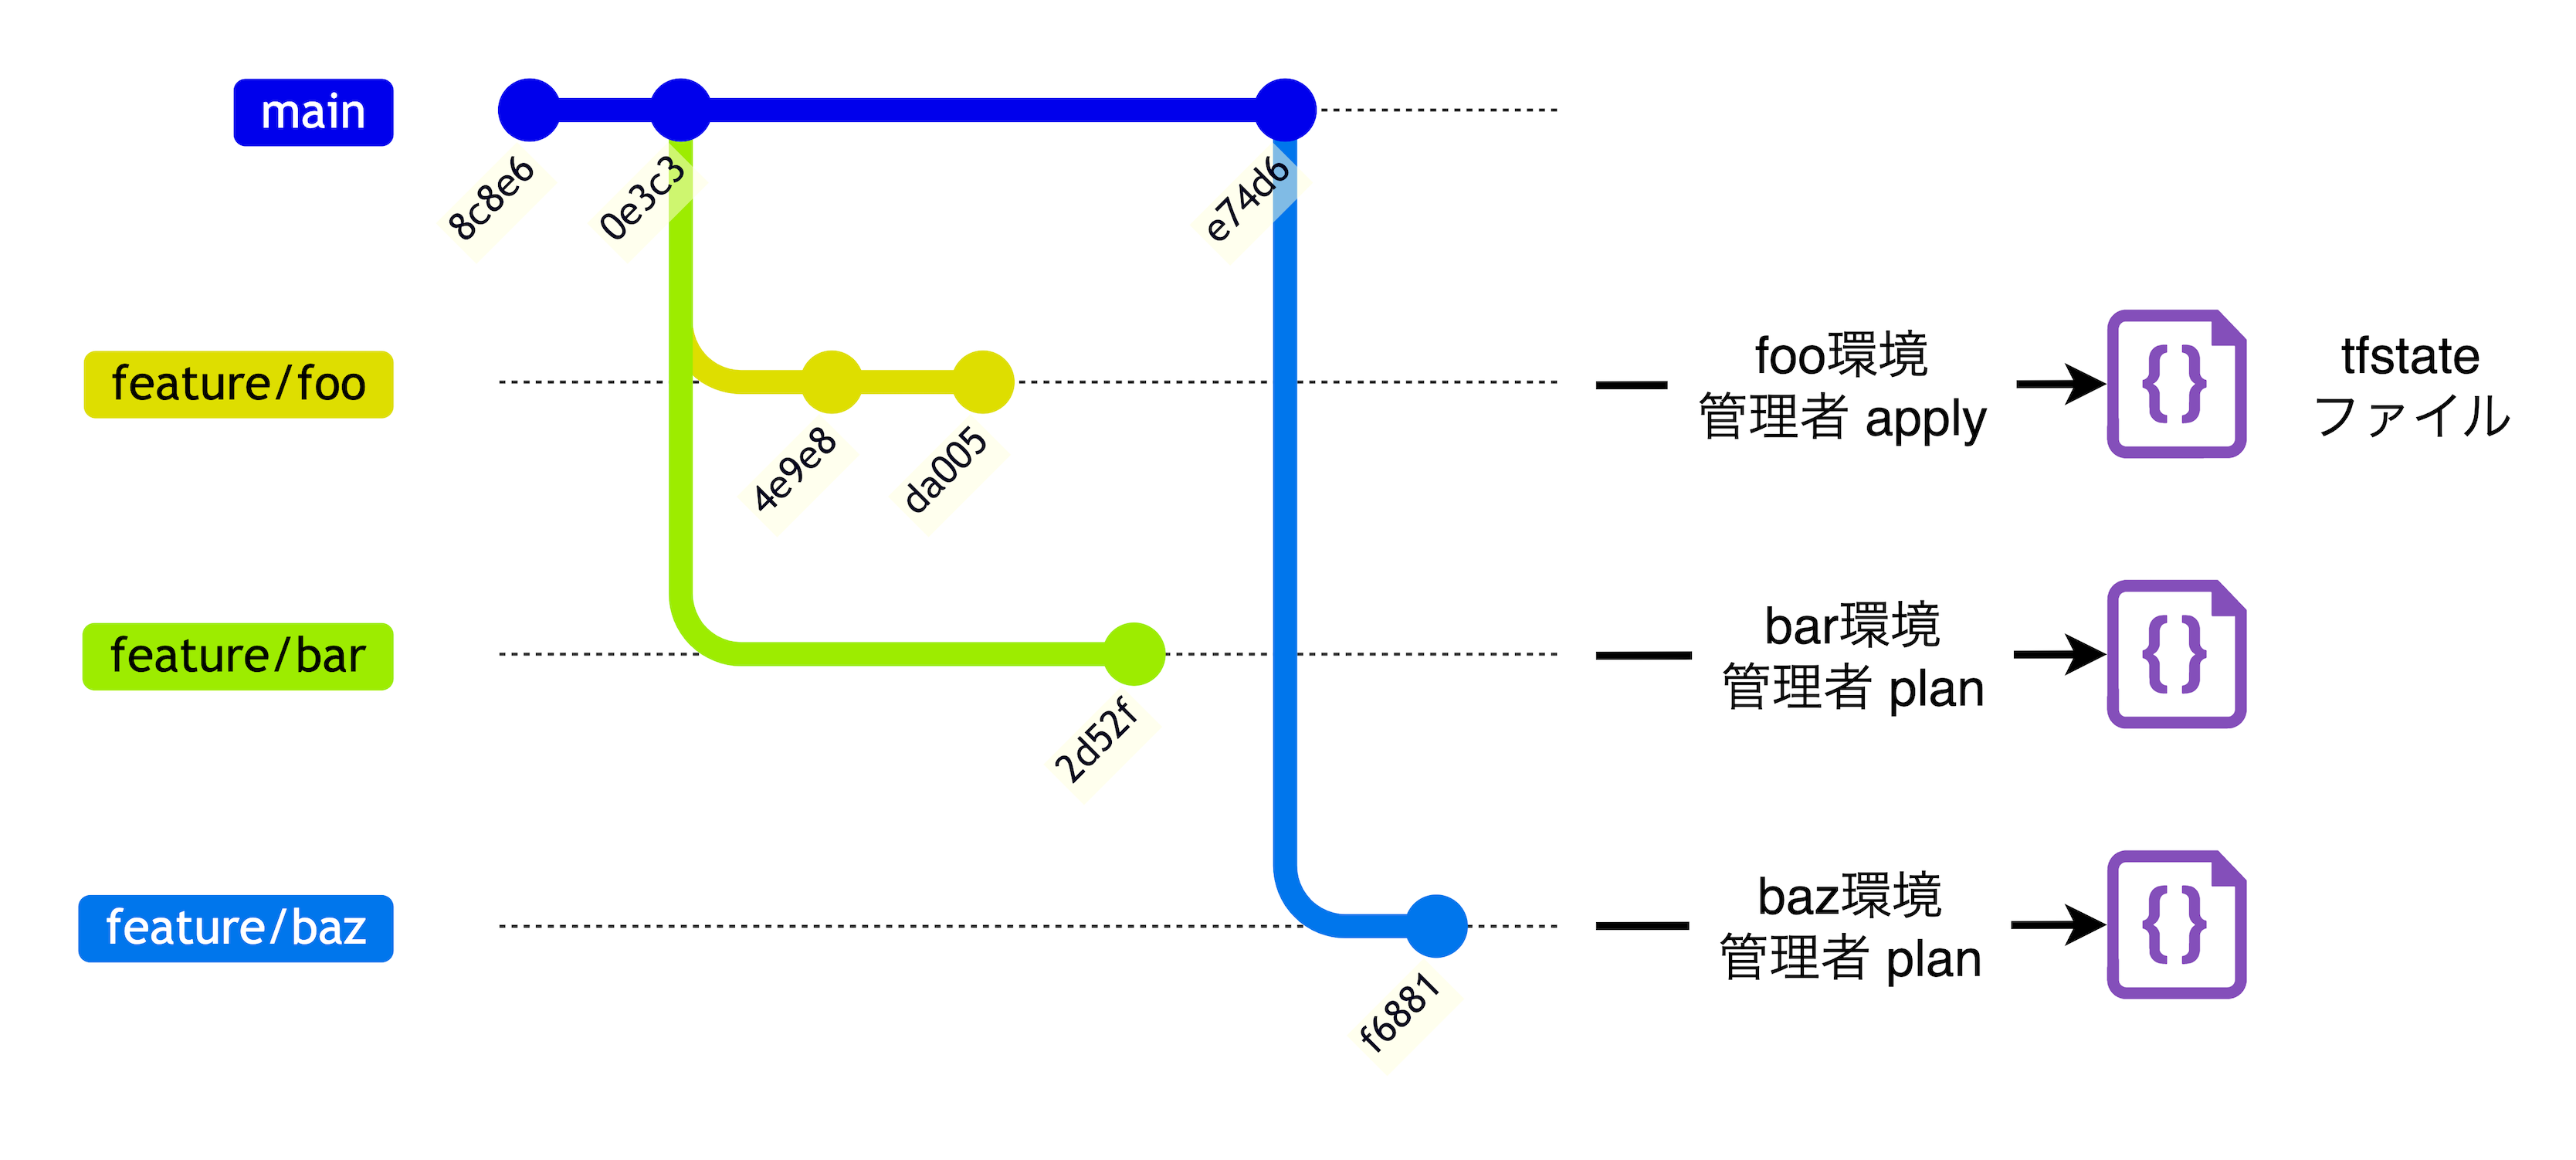 main
8c8e6
0e3c3
e74d6
feature/foo
4e9e8
da005
foo環境
管理者 apply
{}
tfstate
ファイル
feature/bar
2d52f
bar環境
管理者 plan
{}
feature/baz
f6881
baz環境
管理者 plan
{}